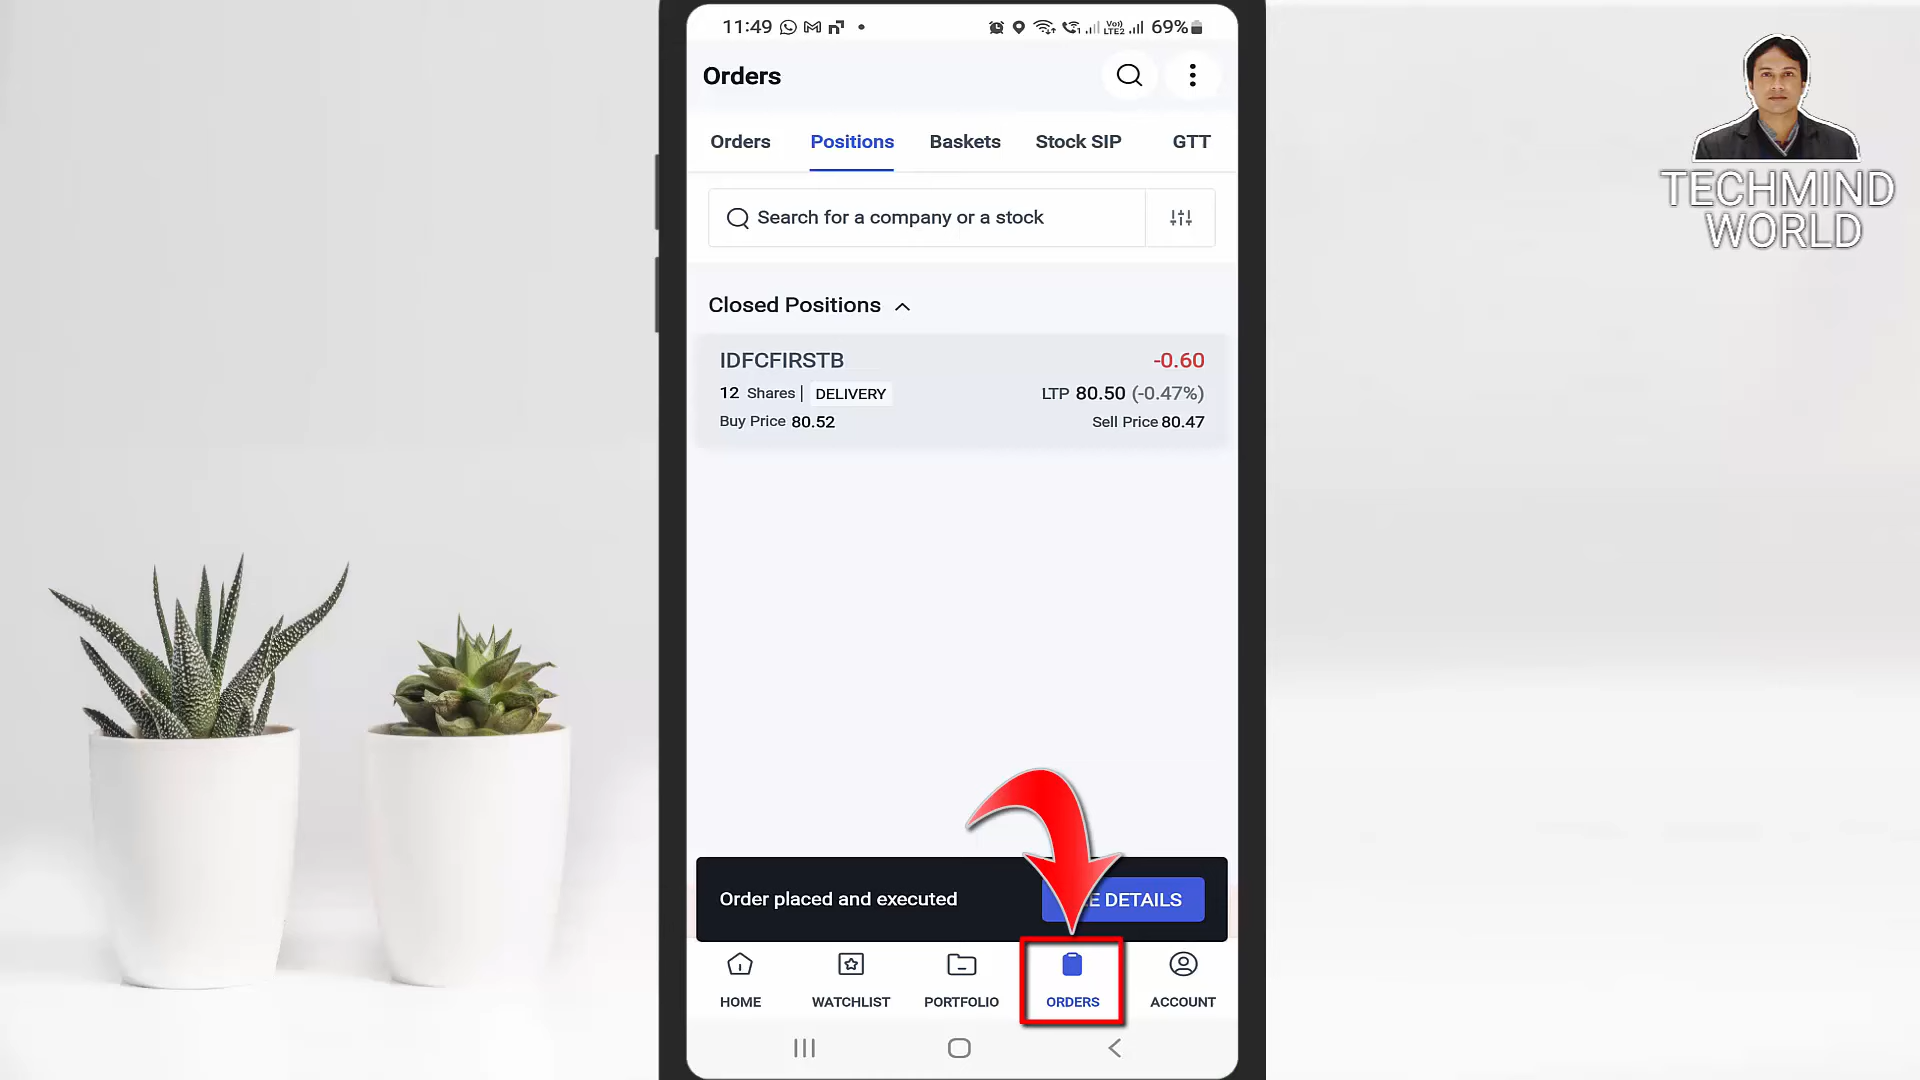 11:49 69%
Vo)) LTE2
Orders
Orders Positions Baskets Stock SIP GTT
Search for a company or a stock
Closed Positions
IDFCFIRSTB -0.60
12 Shares | DELIVERY LTP 80.50 (-0.47%)
Buy Price 80.52 Sell Price 80.47
Order placed and executed E DETAILS
HOME WATCHLIST PORTFOLIO ORDERS ACCOUNT
TECHMIND
WORLD